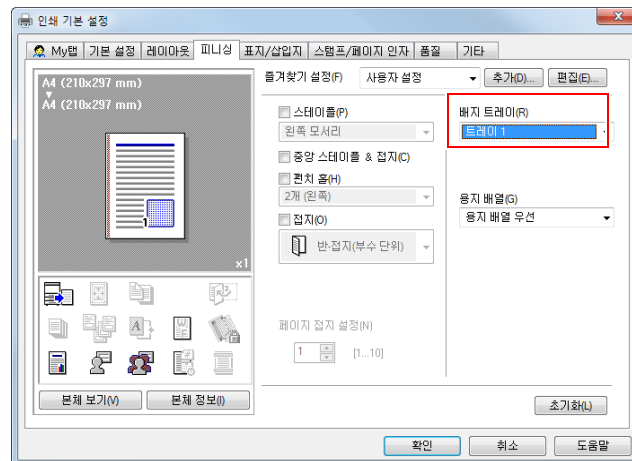 인쇄 기본 설정
My탭 기본 설정 레이아웃 피니싱 표지/삽입지 스탬프/페이지 인자 품질 기타
A4 (210x297 mm)
A4 (210x297 mm)
1
x1
본체 보기(V) 본체 정보(I)
즐겨찾기 설정(F) 사용자 설정 추가(D)... 편집(E)...
스테이플(P)
왼쪽 모서리
중앙 스테이플 & 접지(C)
펀치 홀(H)
2개 (왼쪽)
접지(O)
반-접지(부수 단위)
페이지 접지 설정(N)
1 [1...10]
배지 트레이(R)
트레이 1
용지 배열(G)
용지 배열 우선
초기화(L)
확인 취소 도움말